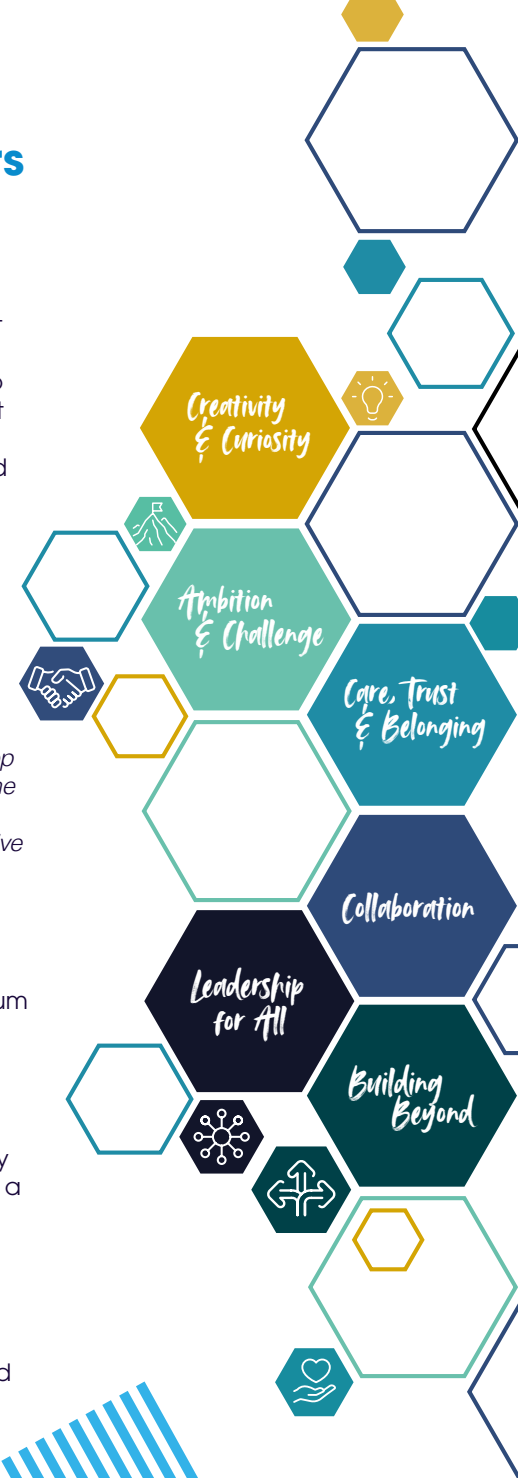 Creativity
& Curiosity
Ambition
& Challenge
Care, Trust
& Belonging
Collaboration
Leadership
for All
Building
Beyond
a